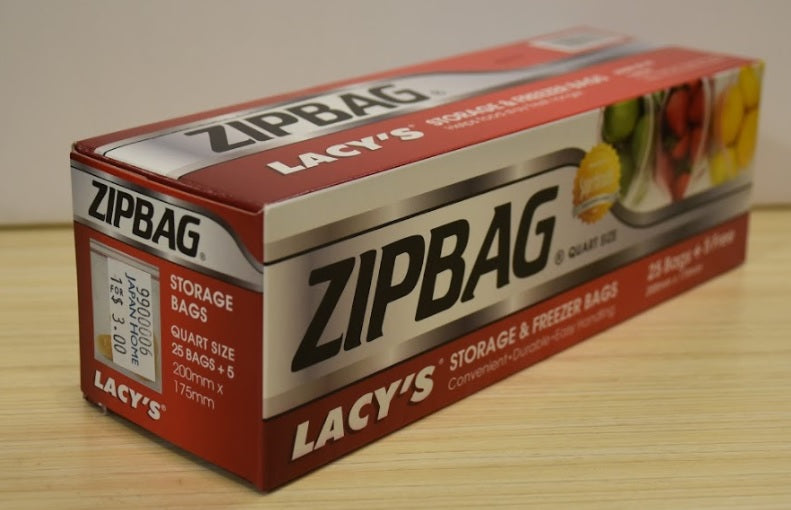 ZIPBAG®
LACY'S® STORAGE & FREEZER BAGS
ZIPBAG®
STORAGE
BAGS
QUART SIZE
25 BAGS + 5
200mm x
175mm
LACY'S®
9900006
JAPAN HOME
1 FOR $ 3.00
ZIPBAG® QUART SIZE
25 Bags + 5 Free
LACY'S® STORAGE & FREEZER BAGS
Convenient•Durable•Easy Handling